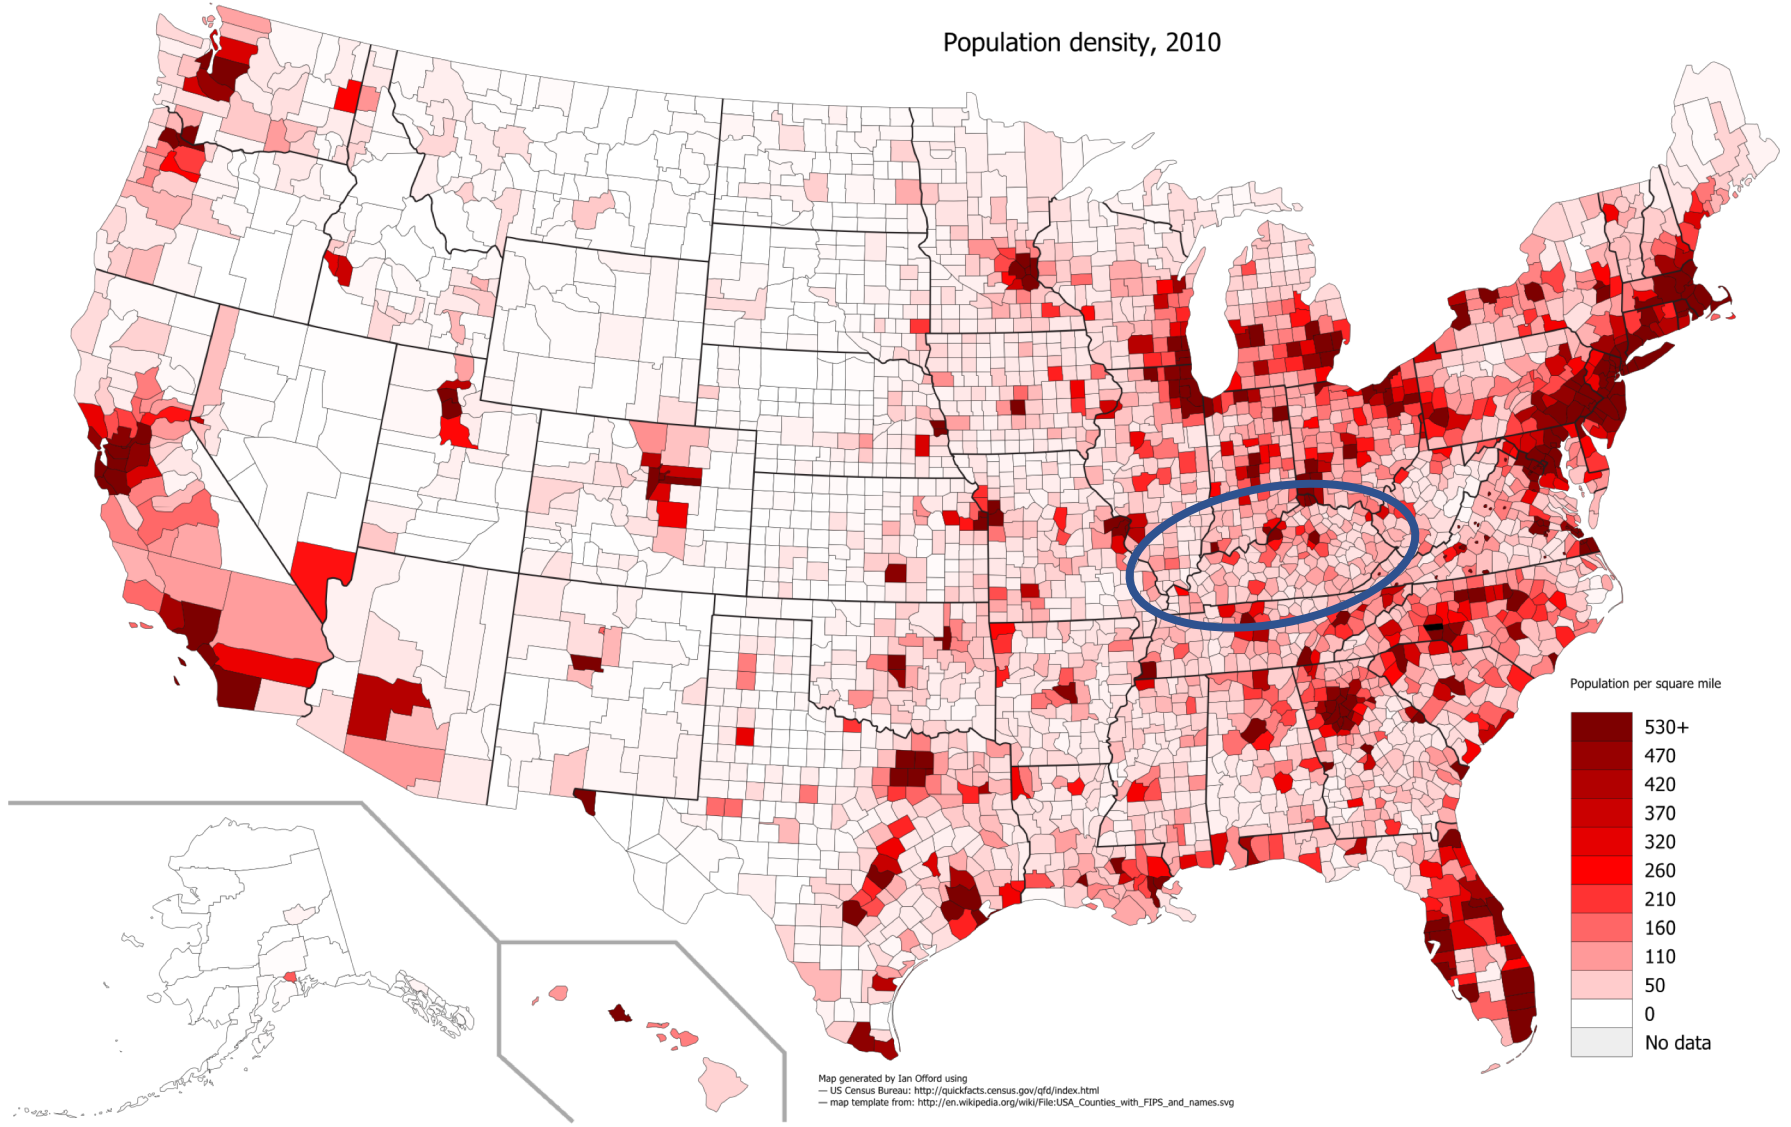 Population density, 2010
Population per square mile
530+
470
420
370
320
260
210
160
110
50
0
No data
Map generated by Ian Offord using
— US Census Bureau: http://quickfacts.census.gov/qfd/index.html
— map template from: http://en.wikipedia.org/wiki/File:USA_Counties_with_FIPS_and_names.svg